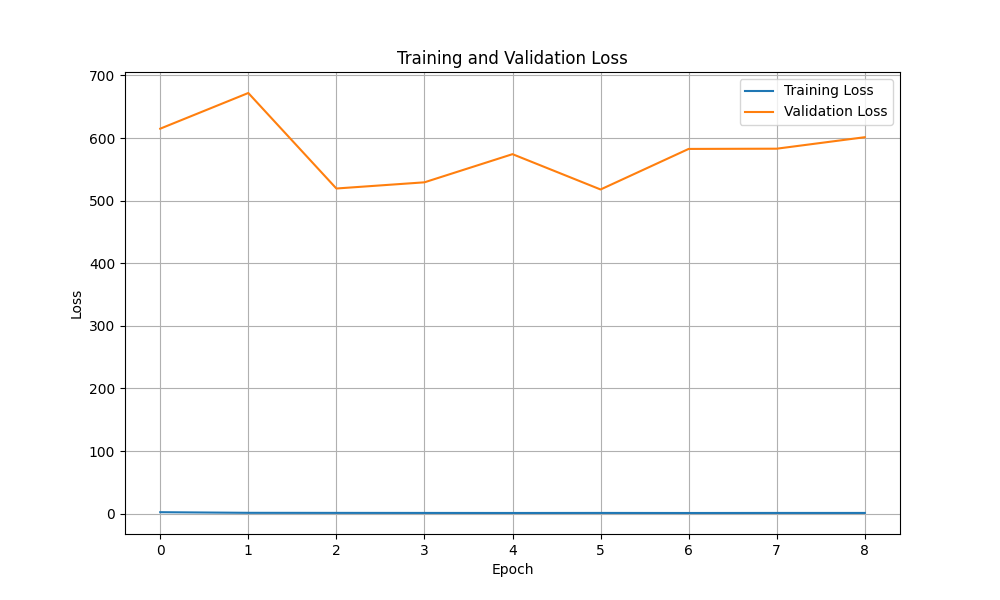 Training and Validation Loss
Training Loss
Validation Loss
700
600
500
400
300
200
100
0
Loss
0 1 2 3 4 5 6 7 8
Epoch